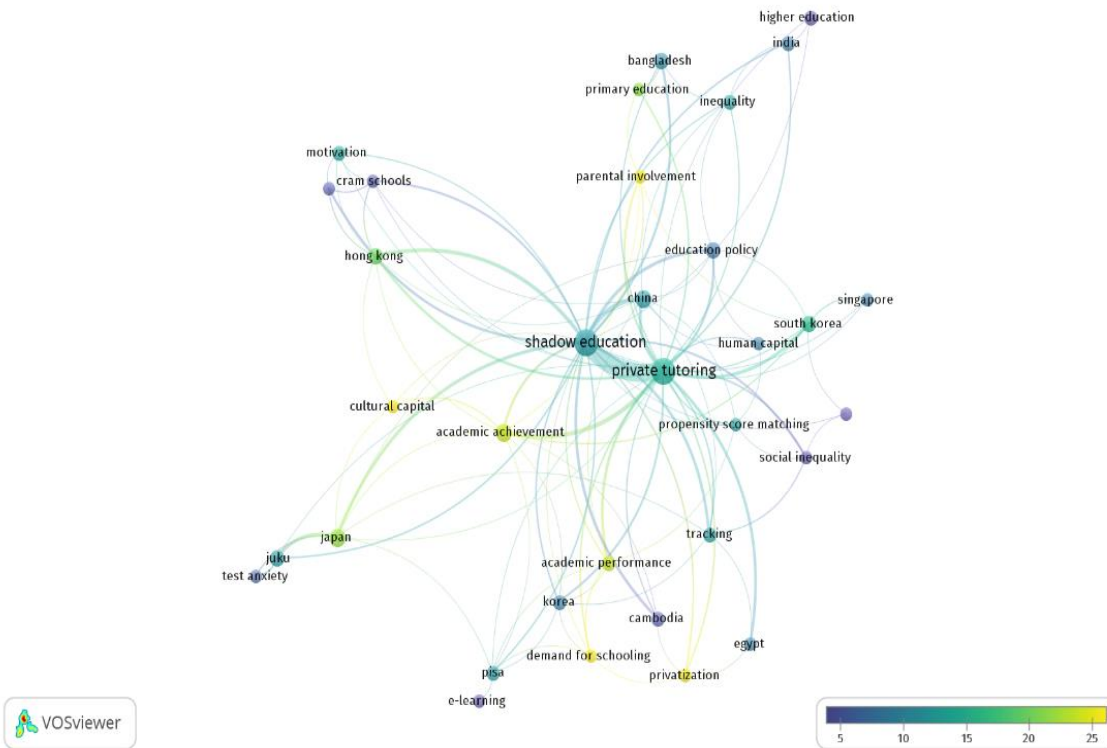 higher education
india
bangladesh
primary education
inequality
motivation
cram schools
parental involvement
education policy
hong kong
china
singapore
south korea
shadow education
human capital
private tutoring
cultural capital
academic achievement
propensity score matching
social inequality
japan
tracking
juku
academic performance
test anxiety
korea
cambodia
egypt
demand for schooling
pisa
privatization
e-learning
VOSviewer
5 10 15 20 25